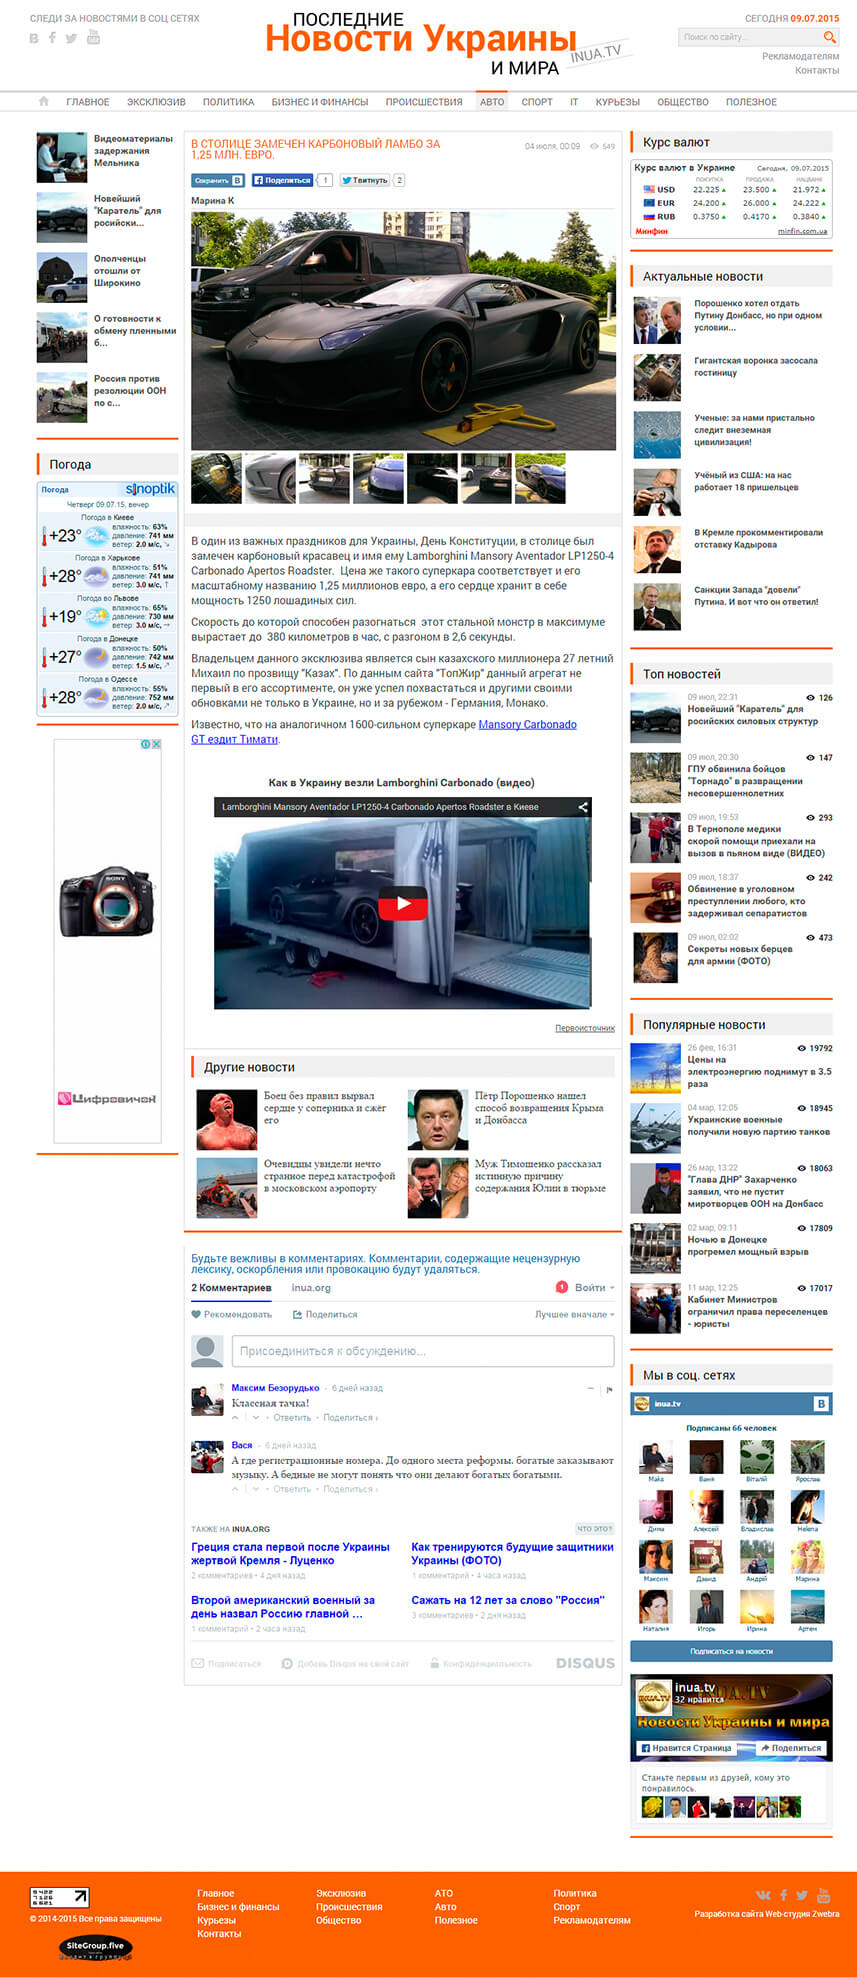 СЛЕДИ ЗА НОВОСТЯМИ В СОЦ СЕТЯХ
ПОСЛЕДНИЕ
Новости Украины
И МИРА
INUA.TV
СЕГОДНЯ 09.07.2015
Поиск по сайту...
Рекламодателям
Контакты
ГЛАВНОЕ ЭКСКЛЮЗИВ ПОЛИТИКА БИЗНЕС И ФИНАНСЫ ПРОИСШЕСТВИЯ АВТО СПОРТ IT КУРЬЕЗЫ ОБЩЕСТВО ПОЛЕЗНОЕ
Видеоматериалы
задержания
Мельника
Новейший
"Каратель" для
росийски...
Ополченцы
отошли от
Широкино
О готовности к
обмену пленными
б...
Россия против
резолюции ООН
по с...
Погода
Погода sinoptik
Четверг 09.07.15, вечер
Погода в Киеве
+23°
влажность: 63%
давление: 741 мм
ветер: 2.0 м/с,
Погода в Харькове
+28°
влажность: 51%
давление: 741 мм
ветер: 3.0 м/с,
Погода во Львове
+19°
влажность: 65%
давление: 730 мм
ветер: 3.0 м/с,
Погода в Донецке
+27°
влажность: 50%
давление: 742 мм
ветер: 1.5 м/с,
Погода в Одессе
+28°
влажность: 55%
давление: 752 мм
ветер: 2.0 м/с,
SONY
Цифровичок
В СТОЛИЦЕ ЗАМЕЧЕН КАРБОНОВЫЙ ЛАМБО ЗА
1,25 МЛН. ЕВРО.
04 июля, 00:09 549
Сохранить B Поделиться 1 Твитнуть 2
Марина К
В один из важных праздников для Украины, День Конституции, в столице был
замечен карбоновый красавец и имя ему Lamborghini Mansory Aventador LP1250-4
Carbonado Apertos Roadster. Цена же такого суперкара соответствует и его
масштабному названию 1,25 миллионов евро, а его сердце хранит в себе
мощность 1250 лошадиных сил.
Скорость до которой способен разогнаться этот стальной монстр в максимуме
вырастает до 380 километров в час, с разгоном в 2,6 секунды.
Владельцем данного эксклюзива является сын казахского миллионера 27 летний
Михаил по прозвищу "Казах". По данным сайта "ТопЖир" данный агрегат не
первый в его ассортименте, он уже успел похвастаться и другими своими
обновками не только в Украине, но и за рубежом - Германия, Монако.
Известно, что на аналогичном 1600-сильном суперкаре Mansory Carbonado
GT ездит Тимати.
Как в Украину везли Lamborghini Carbonado (видео)
Lamborghini Mansory Aventador LP1250-4 Carbonado Apertos Roadster в Киеве
Первоисточник
Другие новости
Боец без правил вырвал
сердце у соперника и сжёг
его
Пётр Порошенко нашел
способ возвращения Крыма
и Донбасса
Очевидцы увидели нечто
странное перед катастрофой
в московском аэропорту
Муж Тимошенко рассказал
истинную причину
содержания Юлии в тюрьме
Будьте вежливы в комментариях. Комментарии, содержащие нецензурную
лексику, оскорбления или провокацию будут удаляться.
2 Комментариев inua.org 1 Войти
Рекомендовать Поделиться Лучшее вначале
Присоединиться к обсуждению...
Максим Безорудько · 6 дней назад
Классная тачка!
Ответить · Поделиться ›
Вася · 6 дней назад
А где регистрационные номера. До одного места реформы. богатые заказывают
музыку. А бедные не могут понять что они делают богатых богатыми.
Ответить · Поделиться ›
ТАКЖЕ НА INUA.ORG ЧТО ЭТО?
Греция стала первой после Украины
жертвой Кремля - Луценко
2 комментариев • 4 дня назад
Как тренируются будущие защитники
Украины (ФОТО)
1 комментарий • 4 часа назад
Второй американский военный за
день назвал Россию главной …
1 комментарий • 2 часа назад
Сажать на 12 лет за слово "Россия"
3 комментариев • 2 дня назад
Подписаться Добавь Disqus на свой сайт Конфиденциальность DISQUS
Курс валют
Курс валют в Украине Сегодня, 09.07.2015
ПОКУПКА ПРОДАЖА НАЦБАНК
USD 22.225 23.500 21.972
EUR 24.200 26.000 24.222
RUB 0.3750 0.4170 0.3840
Минфин minfin.com.ua
Актуальные новости
Порошенко хотел отдать
Путину Донбасс, но при одном
условии...
Гигантская воронка засосала
гостиницу
Ученые: за нами пристально
следит внеземная
цивилизация!
Учёный из США: на нас
работает 18 пришельцев
В Кремле прокомментировали
отставку Кадырова
Санкции Запада "довели"
Путина. И вот что он ответил!
Топ новостей
09 июл, 22:31 126
Новейший "Каратель" для
росийских силовых структур
09 июл, 20:30 147
ГПУ обвинила бойцов
"Торнадо" в развращении
несовершеннолетних
09 июл, 19:53 293
В Тернополе медики
скорой помощи приехали на
вызов в пьяном виде (ВИДЕО)
09 июл, 18:37 242
Обвинение в уголовном
преступлении любого, кто
задерживал сепаратистов
09 июл, 02:02 473
Секреты новых берцев
для армии (ФОТО)
Популярные новости
26 фев, 16:31 19792
Цены на
электроэнергию поднимут в 3.5
раза
04 мар, 12:05 18945
Украинские военные
получили новую партию танков
26 мар, 13:22 18063
"Глава ДНР" Захарченко
заявил, что не пустит
миротворцев ООН на Донбасс
02 мар, 09:11 17809
Ночью в Донецке
прогремел мощный взрыв
11 мар, 12:25 17017
Кабинет Министров
ограничил права переселенцев
- юристы
Мы в соц. сетях
inua.tv B
Подписаны 66 человек
Maks Ваня Віталій Ярослав
Дима Алексей Владислав Helena
Максим Давид Андрій Марина
Наталия Игорь Ирина Артем
Подписаться на новости
inua.tv
32 нравится
INUA.TV
Новости Украины и мира
Нравится Страница Поделиться
Станьте первым из друзей, кому это
понравилось.
9 422
7 126
6 621
© 2014-2015 Все права защищены
SiteGroup.five
Главное
Бизнес и финансы
Курьезы
Контакты
Эксклюзив
Происшествия
Общество
АТО
Авто
Полезное
Политика
Спорт
Рекламодателям
Разработка сайта Web-студия Zwebra